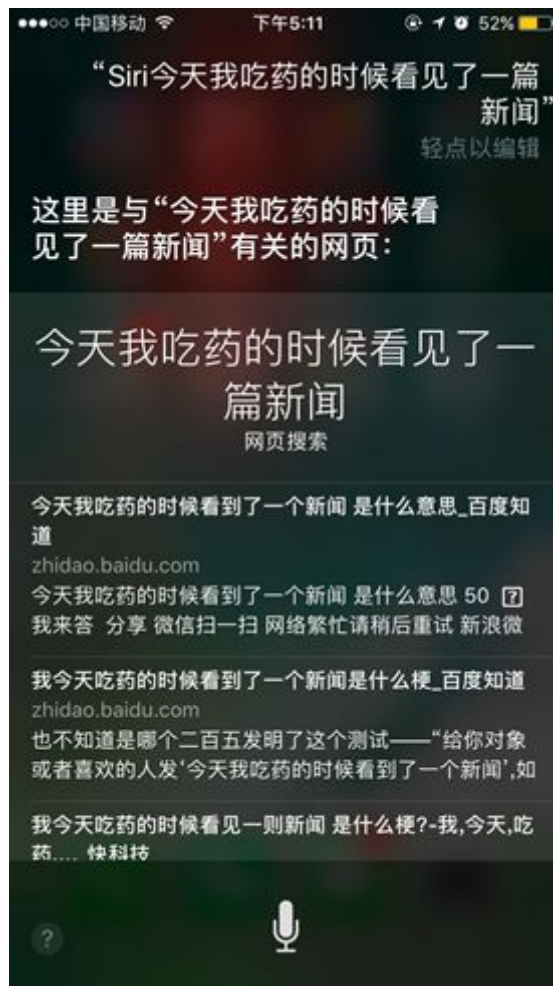 中国移动 下午5:11 52%
“Siri今天我吃药的时候看见了一篇
新闻”
轻点以编辑
这里是与“今天我吃药的时候看
见了一篇新闻”有关的网页：
今天我吃药的时候看见了一
篇新闻
网页搜索
今天我吃药的时候看到了一个新闻 是什么意思_百度知
道
zhidao.baidu.com
今天我吃药的时候看到了一个新闻 是什么意思 50 ?
我来答 分享 微信扫一扫 网络繁忙请稍后重试 新浪微
我今天吃药的时候看到了一个新闻是什么梗_百度知道
zhidao.baidu.com
也不知道是哪个二百五发明了这个测试——“给你对象
或者喜欢的人发‘今天我吃药的时候看到了一个新闻’,如
我今天吃药的时候看见一则新闻 是什么梗?-我,今天,吃
药.... 快科技
?